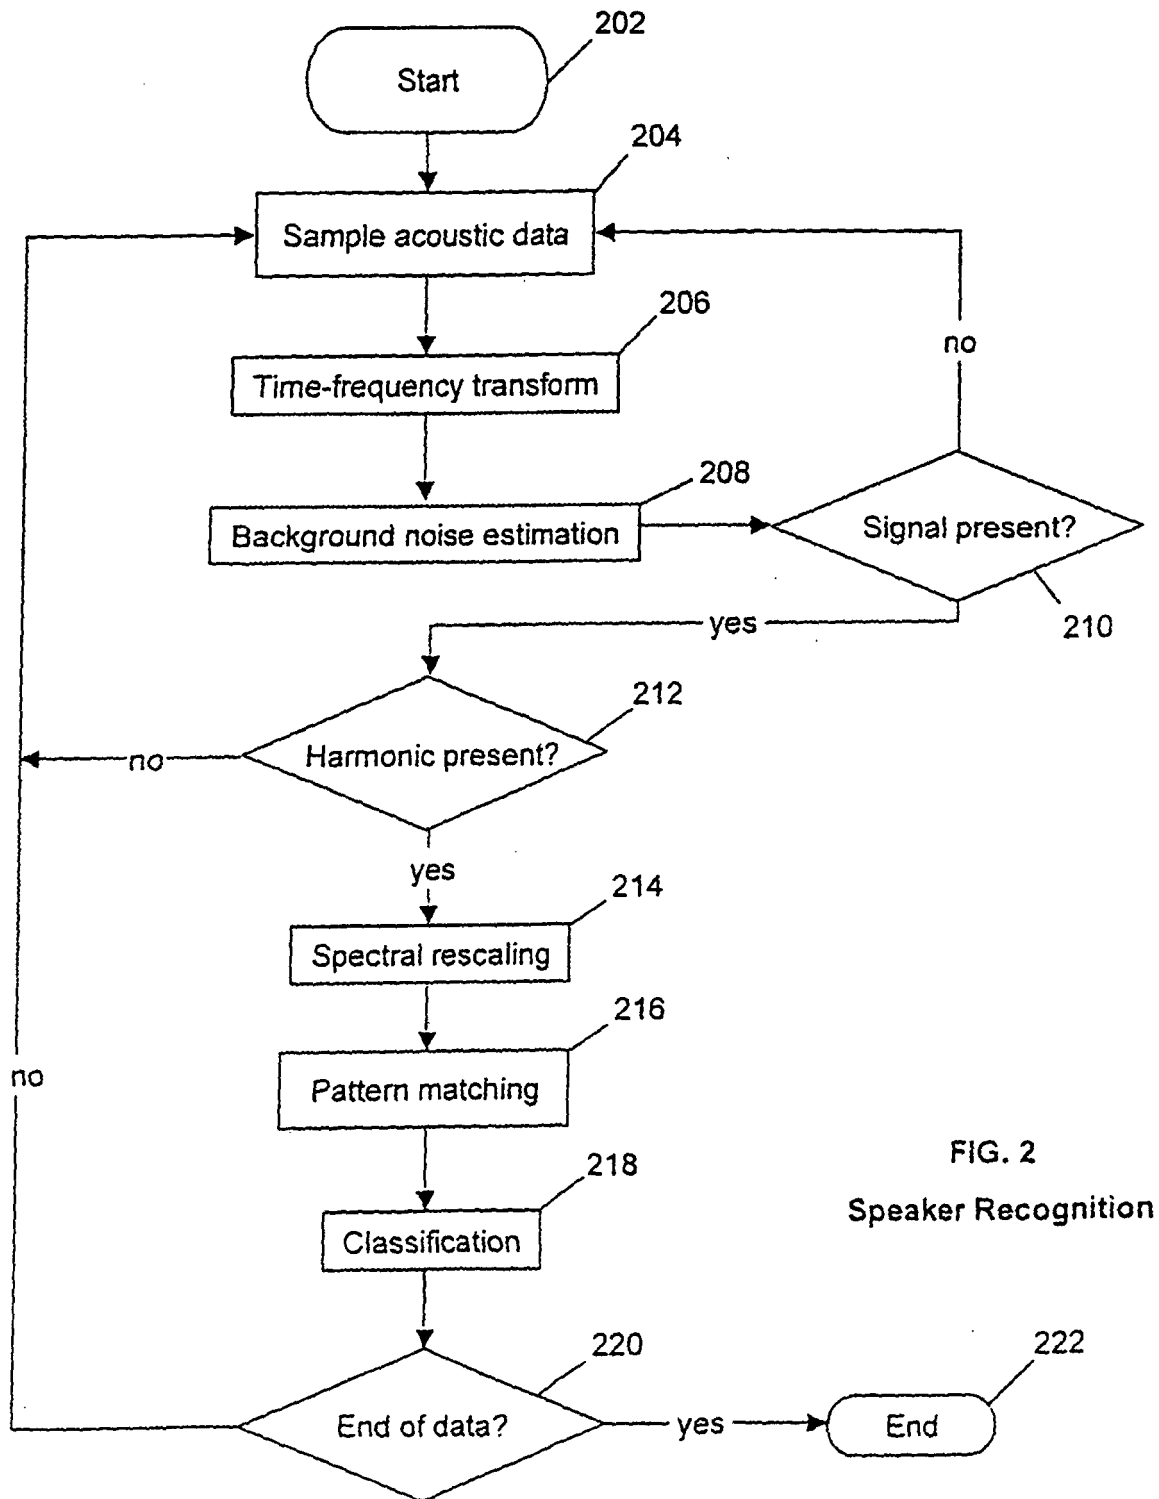 202
Start
204
Sample acoustic data
206
no
Time-frequency transform
208
Background noise estimation
Signal present?
210
yes
212
Harmonic present?
no
yes
214
Spectral rescaling
216
no
Pattern matching
FIG. 2
218
Speaker Recognition
Classification
220
222
End of data?
yes
End